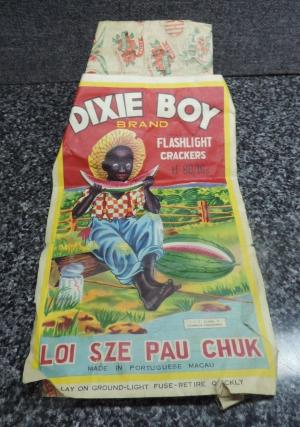 DIXIE BOY
BRAND
FLASHLIGHT
CRACKERS
LOI SZE PAU CHUK
MADE IN PORTUGUESE MACAU
LAY ON GROUND-LIGHT FUSE-RETIRE QUICKLY